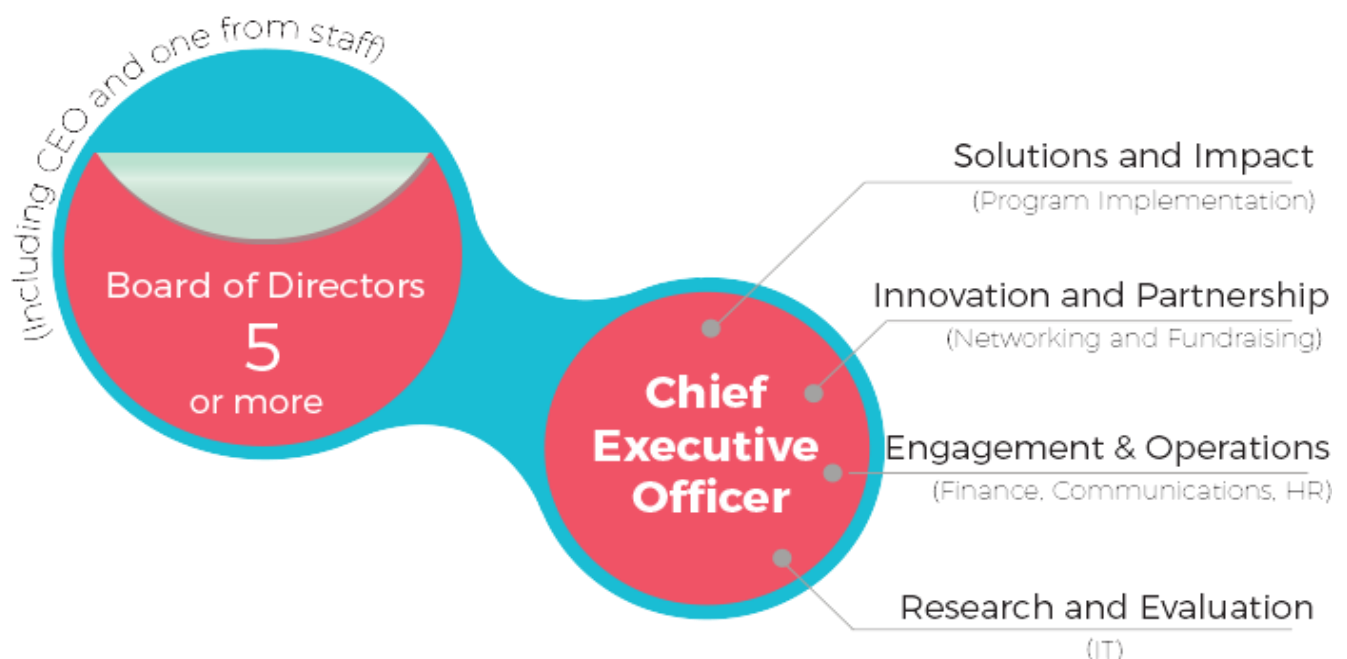 (Including CEO and one from staff)
Board of Directors
5
or more
Chief
Executive
Officer
Solutions and Impact
(Program Implementation)
Innovation and Partnership
(Networking and Fundraising)
Engagement & Operations
(Finance, Communications, HR)
Research and Evaluation
(IT)